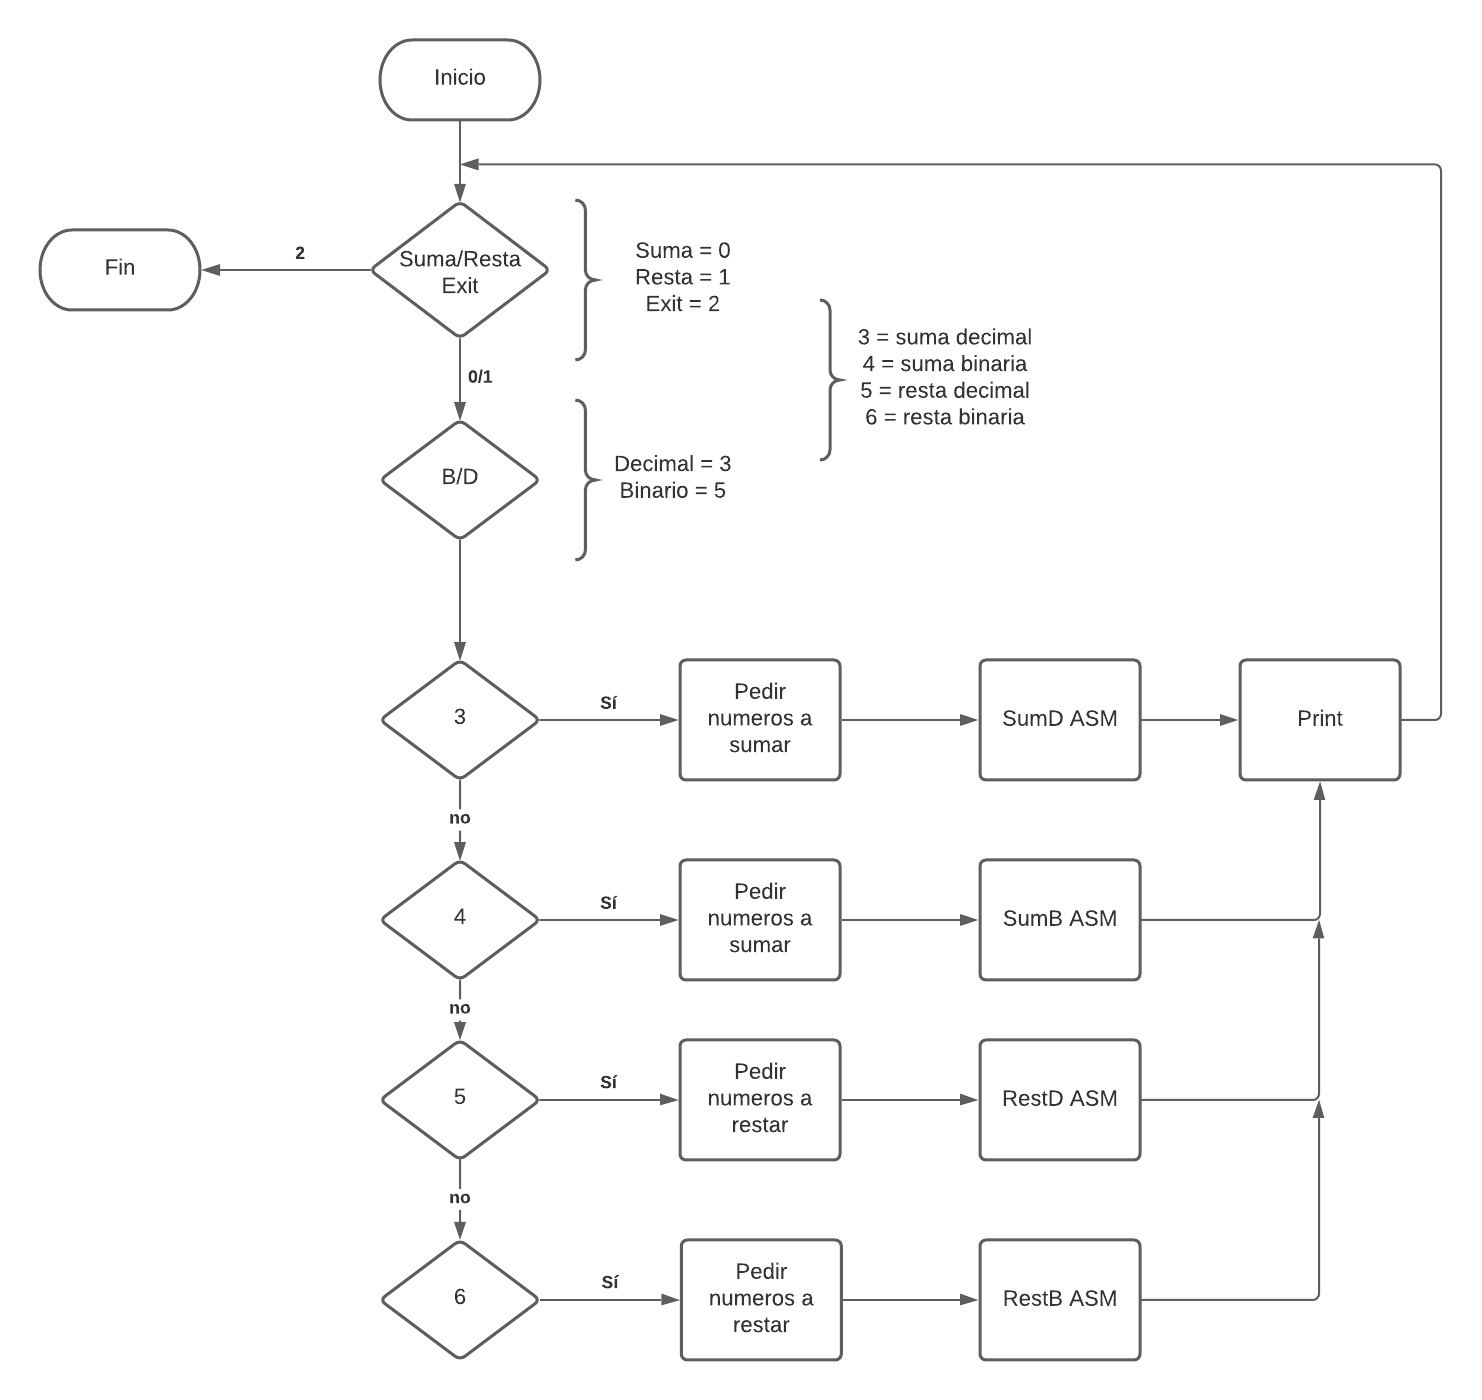 Inicio
Fin
2
Suma/Resta
Exit
Suma = 0
Resta = 1
Exit = 2
3 = suma decimal
4 = suma binaria
5 = resta decimal
6 = resta binaria
0/1
B/D
Decimal = 3
Binario = 5
3
Sí
Pedir
numeros a
sumar
SumD ASM
Print
no
4
Sí
Pedir
numeros a
sumar
SumB ASM
no
5
Sí
Pedir
numeros a
restar
RestD ASM
no
6
Sí
Pedir
numeros a
restar
RestB ASM